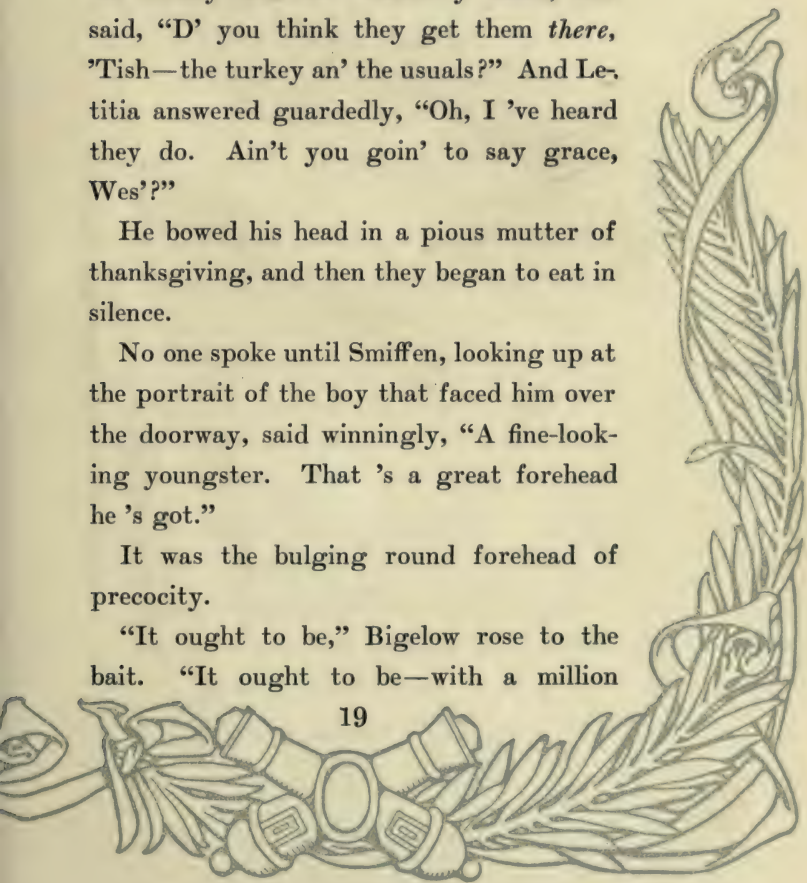 said, “D’ you think they get them there,
’Tish—the turkey an’ the usuals?” And Le-
titia answered guardedly, “Oh, I ’ve heard
they do. Ain’t you goin’ to say grace,
Wes’?”
He bowed his head in a pious mutter of
thanksgiving, and then they began to eat in
silence.
No one spoke until Smiffen, looking up at
the portrait of the boy that faced him over
the doorway, said winningly, “A fine-look-
ing youngster. That ’s a great forehead
he ’s got.”
It was the bulging round forehead of
precocity.
“It ought to be,” Bigelow rose to the
bait. “It ought to be—with a million
19